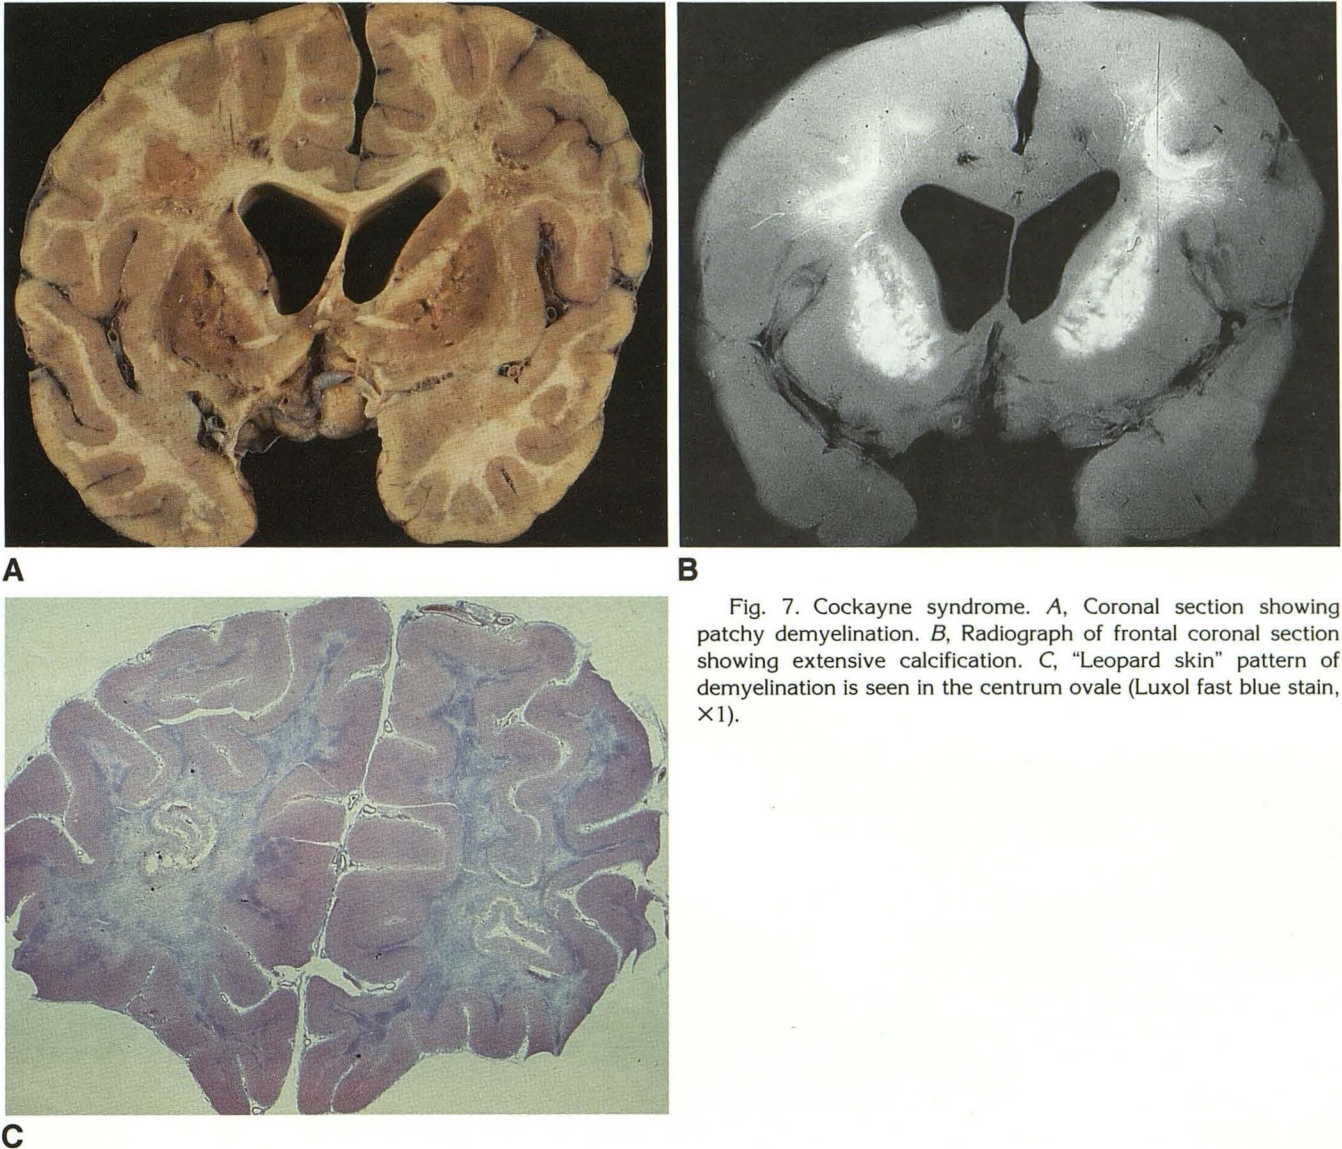 A
B
Fig. 7. Cockayne syndrome. A, Coronal section showing
patchy demyelination. B, Radiograph of frontal coronal section
showing extensive calcification. C, “Leopard skin” pattern of
demyelination is seen in the centrum ovale (Luxol fast blue stain,
×1).
C